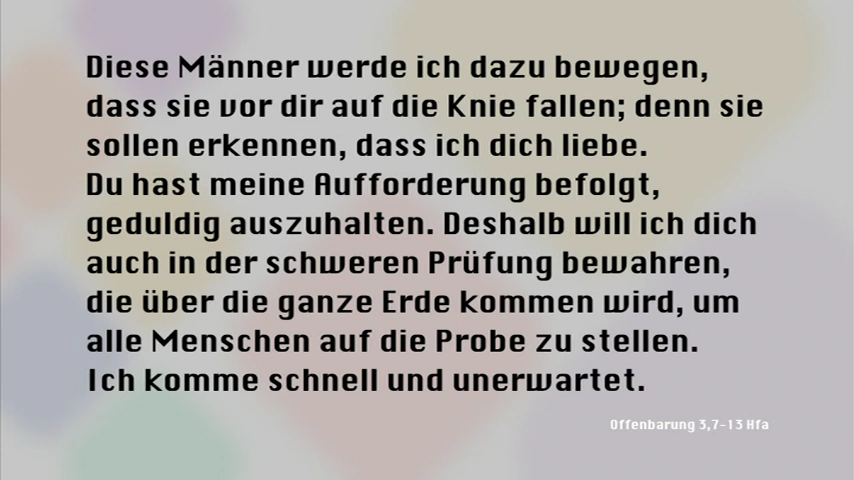 Diese Männer werde ich dazu bewegen,
dass sie vor dir auf die Knie fallen; denn sie
sollen erkennen, dass ich dich liebe.
Du hast meine Aufforderung befolgt,
geduldig auszuhalten. Deshalb will ich dich
auch in der schweren Prüfung bewahren,
die über die ganze Erde kommen wird, um
alle Menschen auf die Probe zu stellen.
Ich komme schnell und unerwartet.
Offenbarung 3,7-13 Hfa